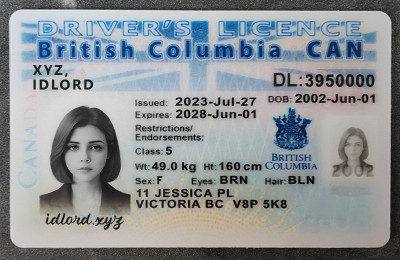 DRIVER'S LICENCE
British Columbia CAN
XYZ,
IDLORD
DL:3950000
Issued: 2023-Jul-27 DOB: 2002-Jun-01
Expires: 2028-Jun-01
Restrictions/
Endorsements:
Class: 5
Wt: 49.0 kg Ht: 160 cm
Sex: F Eyes: BRN Hair: BLN
11 JESSICA PL
VICTORIA BC V8P 5K8
BRITISH
COLUMBIA
2002
idlord.xyz